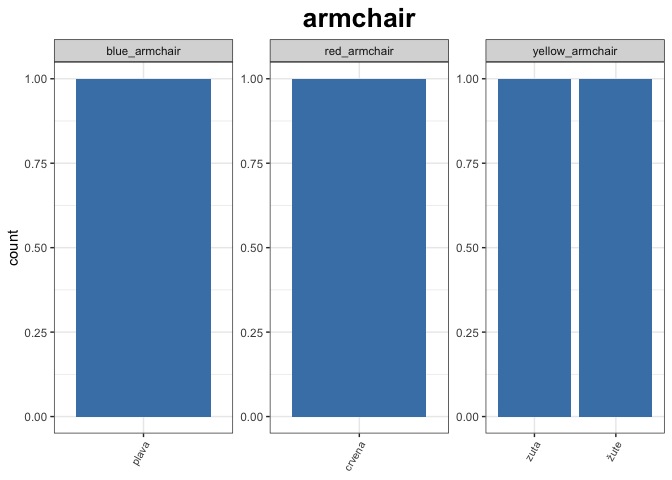 armchair
blue_armchair red_armchair yellow_armchair
1.00 1.00 1.00
0.75 0.75 0.75
count
0.50 0.50 0.50
0.25 0.25 0.25
0.00 0.00 0.00
plava crvena zuta žute